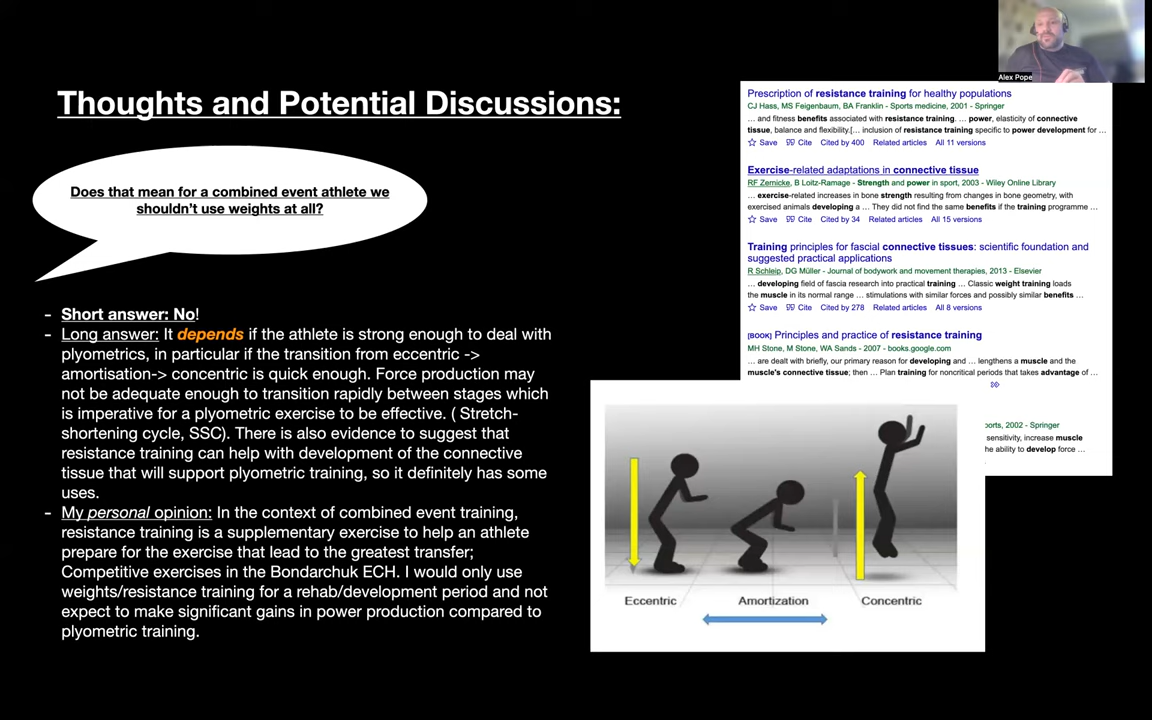 Alex Pope
Thoughts and Potential Discussions:
Does that mean for a combined event athlete we
shouldn't use weights at all?
- Short answer: No!
- Long answer: It depends if the athlete is strong enough to deal with
plyometrics, in particular if the transition from eccentric ->
amortisation-> concentric is quick enough. Force production may
not be adequate enough to transition rapidly between stages which
is imperative for a plyometric exercise to be effective. ( Stretch-
shortening cycle, SSC). There is also evidence to suggest that
resistance training can help with development of the connective
tissue that will support plyometric training, so it definitely has some
uses.
- My personal opinion: In the context of combined event training,
resistance training is a supplementary exercise to help an athlete
prepare for the exercise that lead to the greatest transfer;
Competitive exercises in the Bondarchuk ECH. I would only use
weights/resistance training for a rehab/development period and not
expect to make significant gains in power production compared to
plyometric training.
Prescription of resistance training for healthy populations
CJ Hass, MS Feigenbaum, BA Franklin - Sports medicine, 2001 - Springer
… and fitness benefits associated with resistance training. … power, elasticity of connective
tissue, balance and flexibility.[… inclusion of resistance training specific to power development for …
Save Cite Cited by 400 Related articles All 11 versions
Exercise-related adaptations in connective tissue
RF Zernicke, B Loitz-Ramage - Strength and power in sport, 2003 - Wiley Online Library
… exercise-related increases in bone strength resulting from changes in bone geometry, with
exercised animals developing a … They did not find the same benefits if the training programme …
Save Cite Cited by 34 Related articles All 15 versions
Training principles for fascial connective tissues: scientific foundation and
suggested practical applications
R Schleip, DG Müller - Journal of bodywork and movement therapies, 2013 - Elsevier
… developing field of fascia research into practical training … Classic weight training loads
the muscle in its normal range … stimulations with similar forces and possibly similar benefits …
Save Cite Cited by 278 Related articles All 8 versions
[BOOK] Principles and practice of resistance training
MH Stone, M Stone, WA Sands - 2007 - books.google.com
… are dealt with briefly, our primary reason for developing and … lengthens a muscle and the
muscle's connective tissue; then … Plan training for noncritical periods that takes advantage of …
ports, 2002 - Springer
sensitivity, increase muscle
he ability to develop force …
Eccentric Amortization Concentric